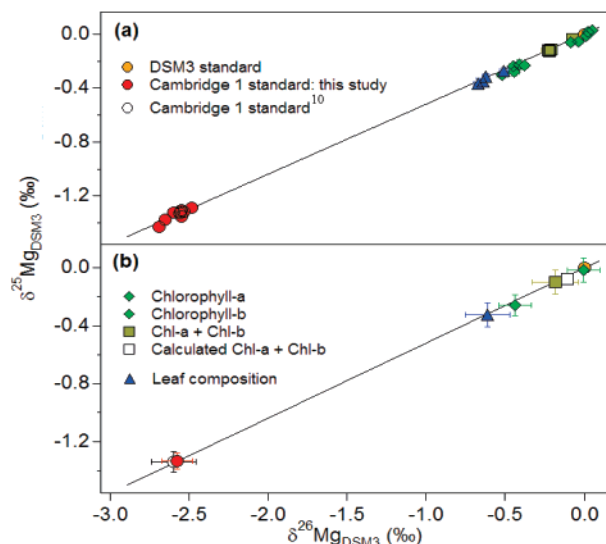 (a)
DSM3 standard
Cambridge 1 standard: this study
Cambridge 1 standard¹⁰
0.0
-0.4
-0.8
-1.2
δ²⁵Mg_DSM3 (‰)
(b)
Chlorophyll-a
Chlorophyll-b
Chl-a + Chl-b
Calculated Chl-a + Chl-b
Leaf composition
0.0
-0.4
-0.8
-1.2
-3.0 -2.5 -2.0 -1.5 -1.0 -0.5 0.0
δ²⁶Mg_DSM3 (‰)